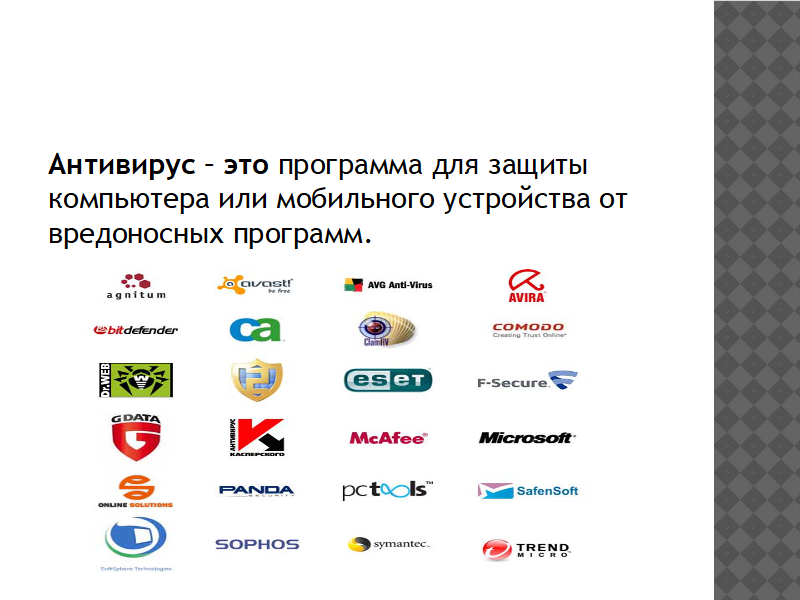 Антивирус – это программа для защиты
компьютера или мобильного устройства от
вредоносных программ.
agnitum
avast!
be free
AVG Anti-Virus
AVIRA
bitdefender
ca
ClamAV
COMODO
Creating Trust Online
Dr.WEB
eset
F-Secure
G DATA
АНТИВИРУС
КАСПЕРСКОГО
McAfee
Microsoft
ONLINE SOLUTIONS
PANDA
SECURITY
pctools™
SafenSoft
SoftSphere Technologies
SOPHOS
symantec.
TREND
MICRO